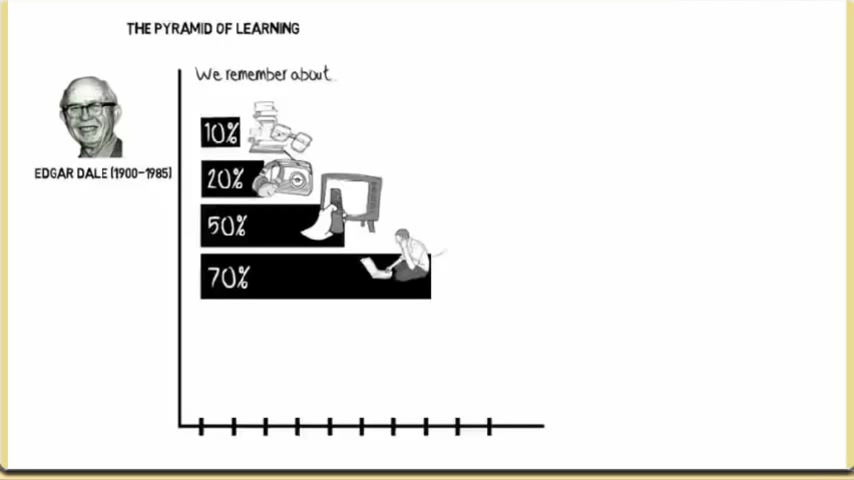 THE PYRAMID OF LEARNING
We remember about...
10%
EDGAR DALE (1900-1985)
20%
50%
70%